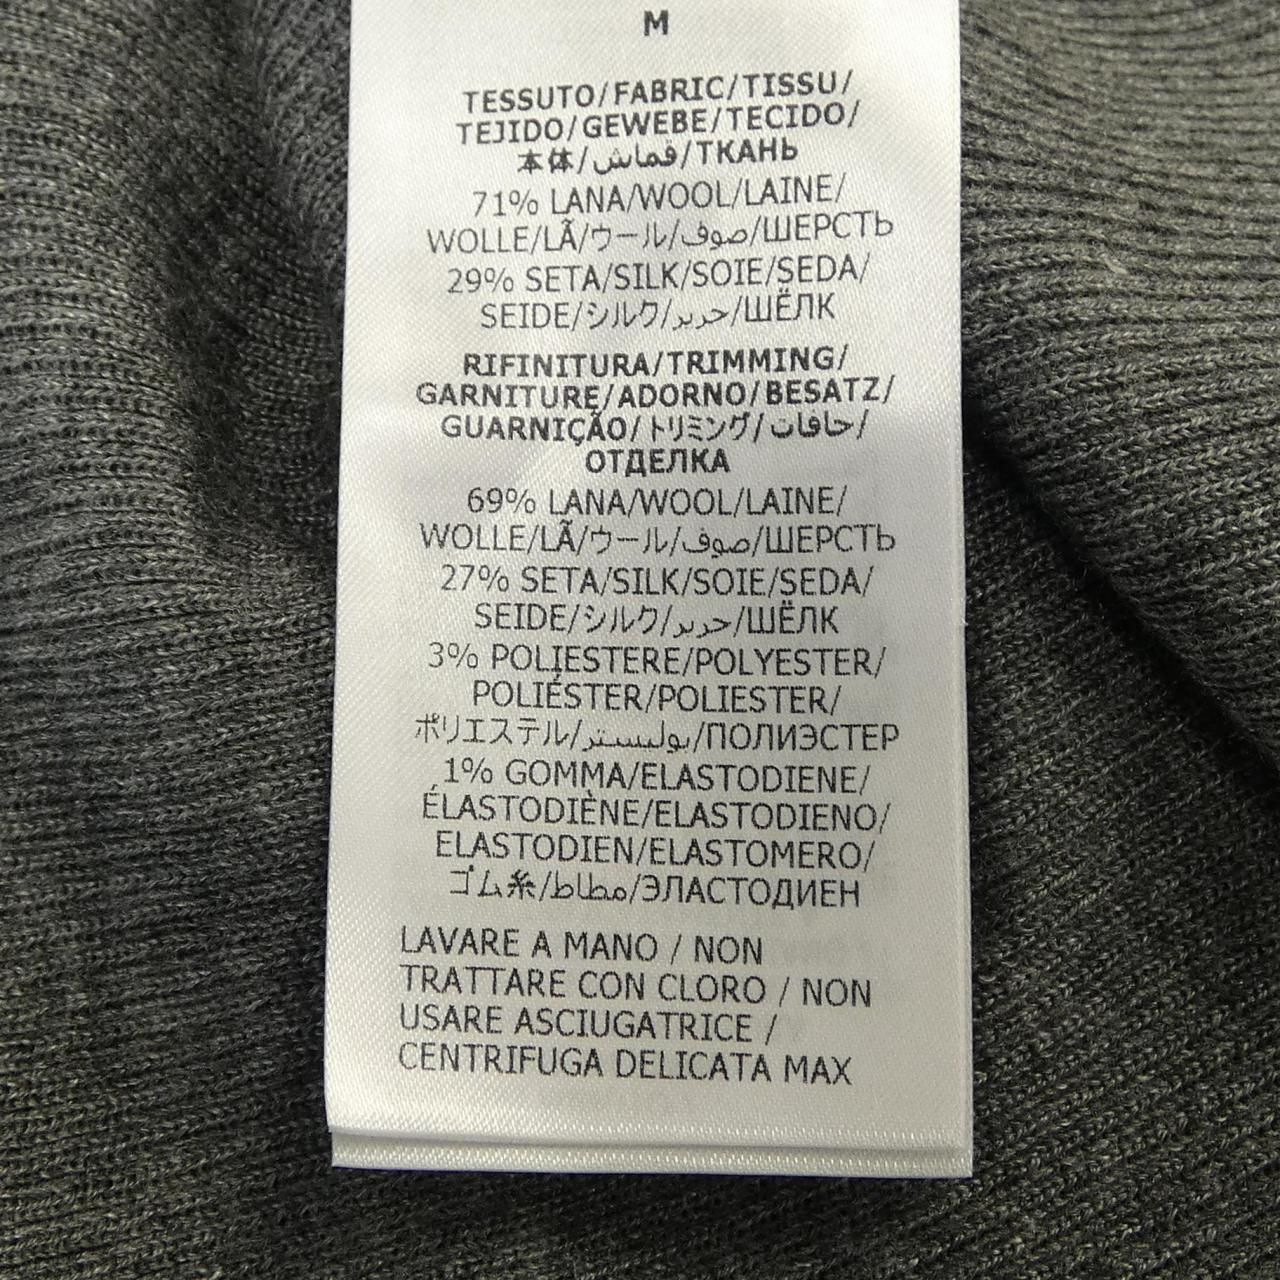 M
TESSUTO/FABRIC/TISSU/
TEJIDO/GEWEBE/TECIDO/
本体/قماش/ТКАНЬ
71% LANA/WOOL/LAINE/
WOLLE/LÃ/ウール/صوف/ШЕРСТЬ
29% SETA/SILK/SOIE/SEDA/
SEIDE/シルク/حرير/ШЁЛК
RIFINITURA/TRIMMING/
GARNITURE/ADORNO/BESATZ/
GUARNIÇÃO/トリミング/حافات/
ОТДЕЛКА
69% LANA/WOOL/LAINE/
WOLLE/LÃ/ウール/صوف/ШЕРСТЬ
27% SETA/SILK/SOIE/SEDA/
SEIDE/シルク/حرير/ШЁЛК
3% POLIESTERE/POLYESTER/
POLIÉSTER/POLIESTER/
ポリエステル/بوليستر/ПОЛИЭСТЕР
1% GOMMA/ELASTODIENE/
ÉLASTODIÈNE/ELASTODIENO/
ELASTODIEN/ELASTOMERO/
ゴム糸/مطاط/ЭЛАСТОДИЕН
LAVARE A MANO / NON
TRATTARE CON CLORO / NON
USARE ASCIUGATRICE /
CENTRIFUGA DELICATA MAX